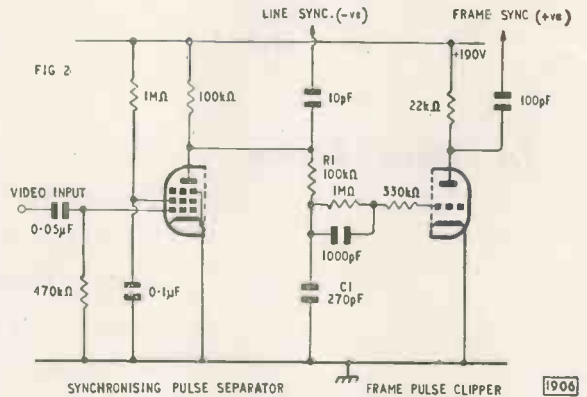 LINE SYNC. (-ve)
FRAME SYNC (+ve)
FIG 2
+190V
1MΩ
100kΩ
10pF
22kΩ
100pF
R1
100kΩ
1MΩ
330kΩ
VIDEO INPUT
0·05µF
1000pF
470kΩ
0·1µF
C1
270pF
SYNCHRONISING PULSE SEPARATOR
FRAME PULSE CLIPPER
1906